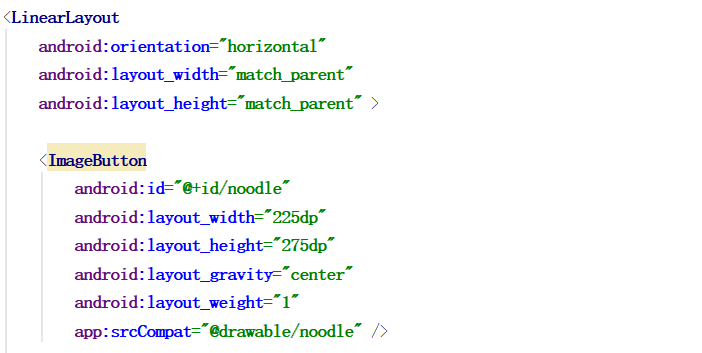 <LinearLayout
android:orientation="horizontal"
android:layout_width="match_parent"
android:layout_height="match_parent" >
<ImageButton
android:id="@+id/noodle"
android:layout_width="225dp"
android:layout_height="275dp"
android:layout_gravity="center"
android:layout_weight="1"
app:srcCompat="@drawable/noodle" />